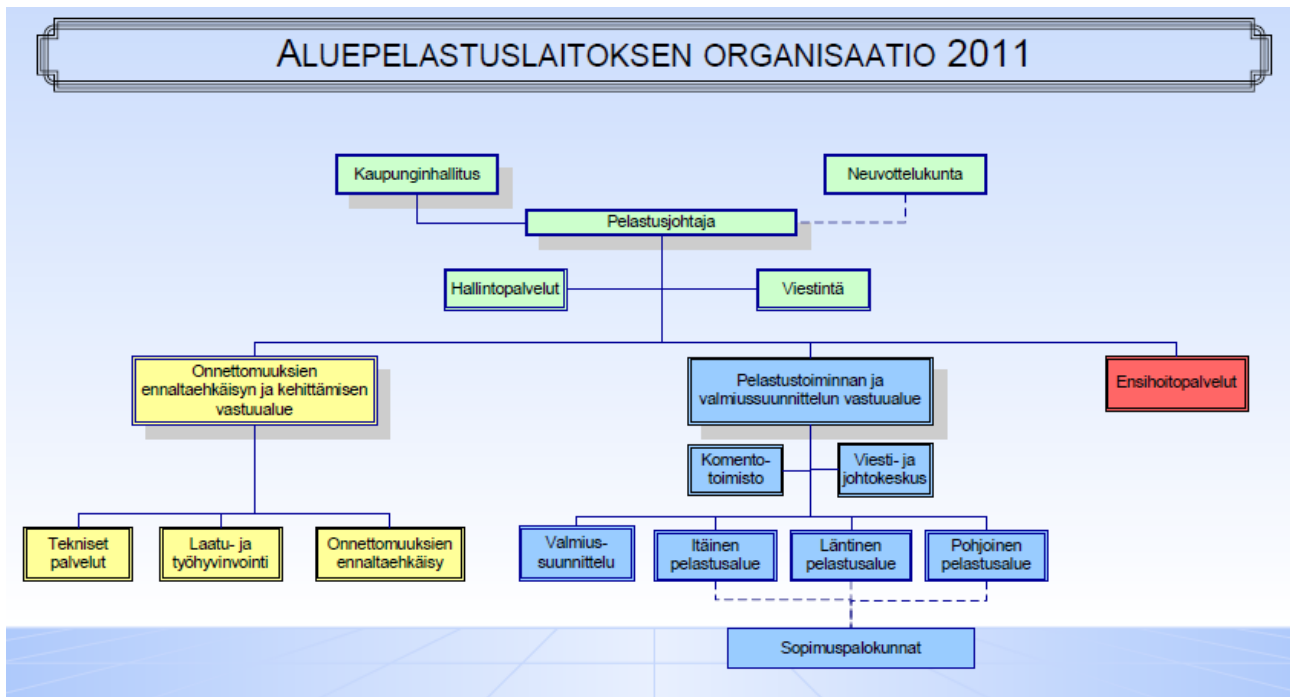 ALUEPELASTUSLAITOKSEN ORGANISAATIO 2011
Kaupunginhallitus
Neuvottelukunta
Pelastusjohtaja
Hallintopalvelut
Viestintä
Onnettomuuksien
ennaltaehkäisyn ja kehittämisen
vastuualue
Pelastustoiminnan ja
valmiussuunnittelun vastuualue
Ensihoitopalvelut
Komento-
toimisto
Viesti- ja
johtokeskus
Tekniset
palvelut
Laatu- ja
työhyvinvointi
Onnettomuuksien
ennaltaehkäisy
Valmius-
suunnittelu
Itäinen
pelastusalue
Läntinen
pelastusalue
Pohjoinen
pelastusalue
Sopimuspalokunnat